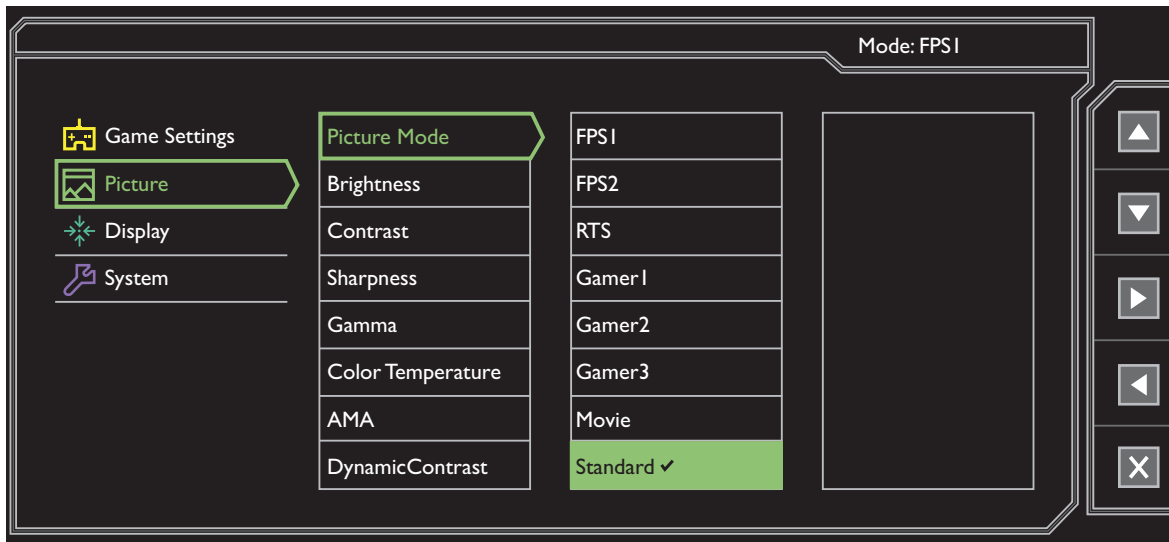 Mode: FPS1
Game Settings
Picture
Display
System
Picture Mode
Brightness
Contrast
Sharpness
Gamma
Color Temperature
AMA
DynamicContrast
FPS1
FPS2
RTS
Gamer1
Gamer2
Gamer3
Movie
Standard ✔
X